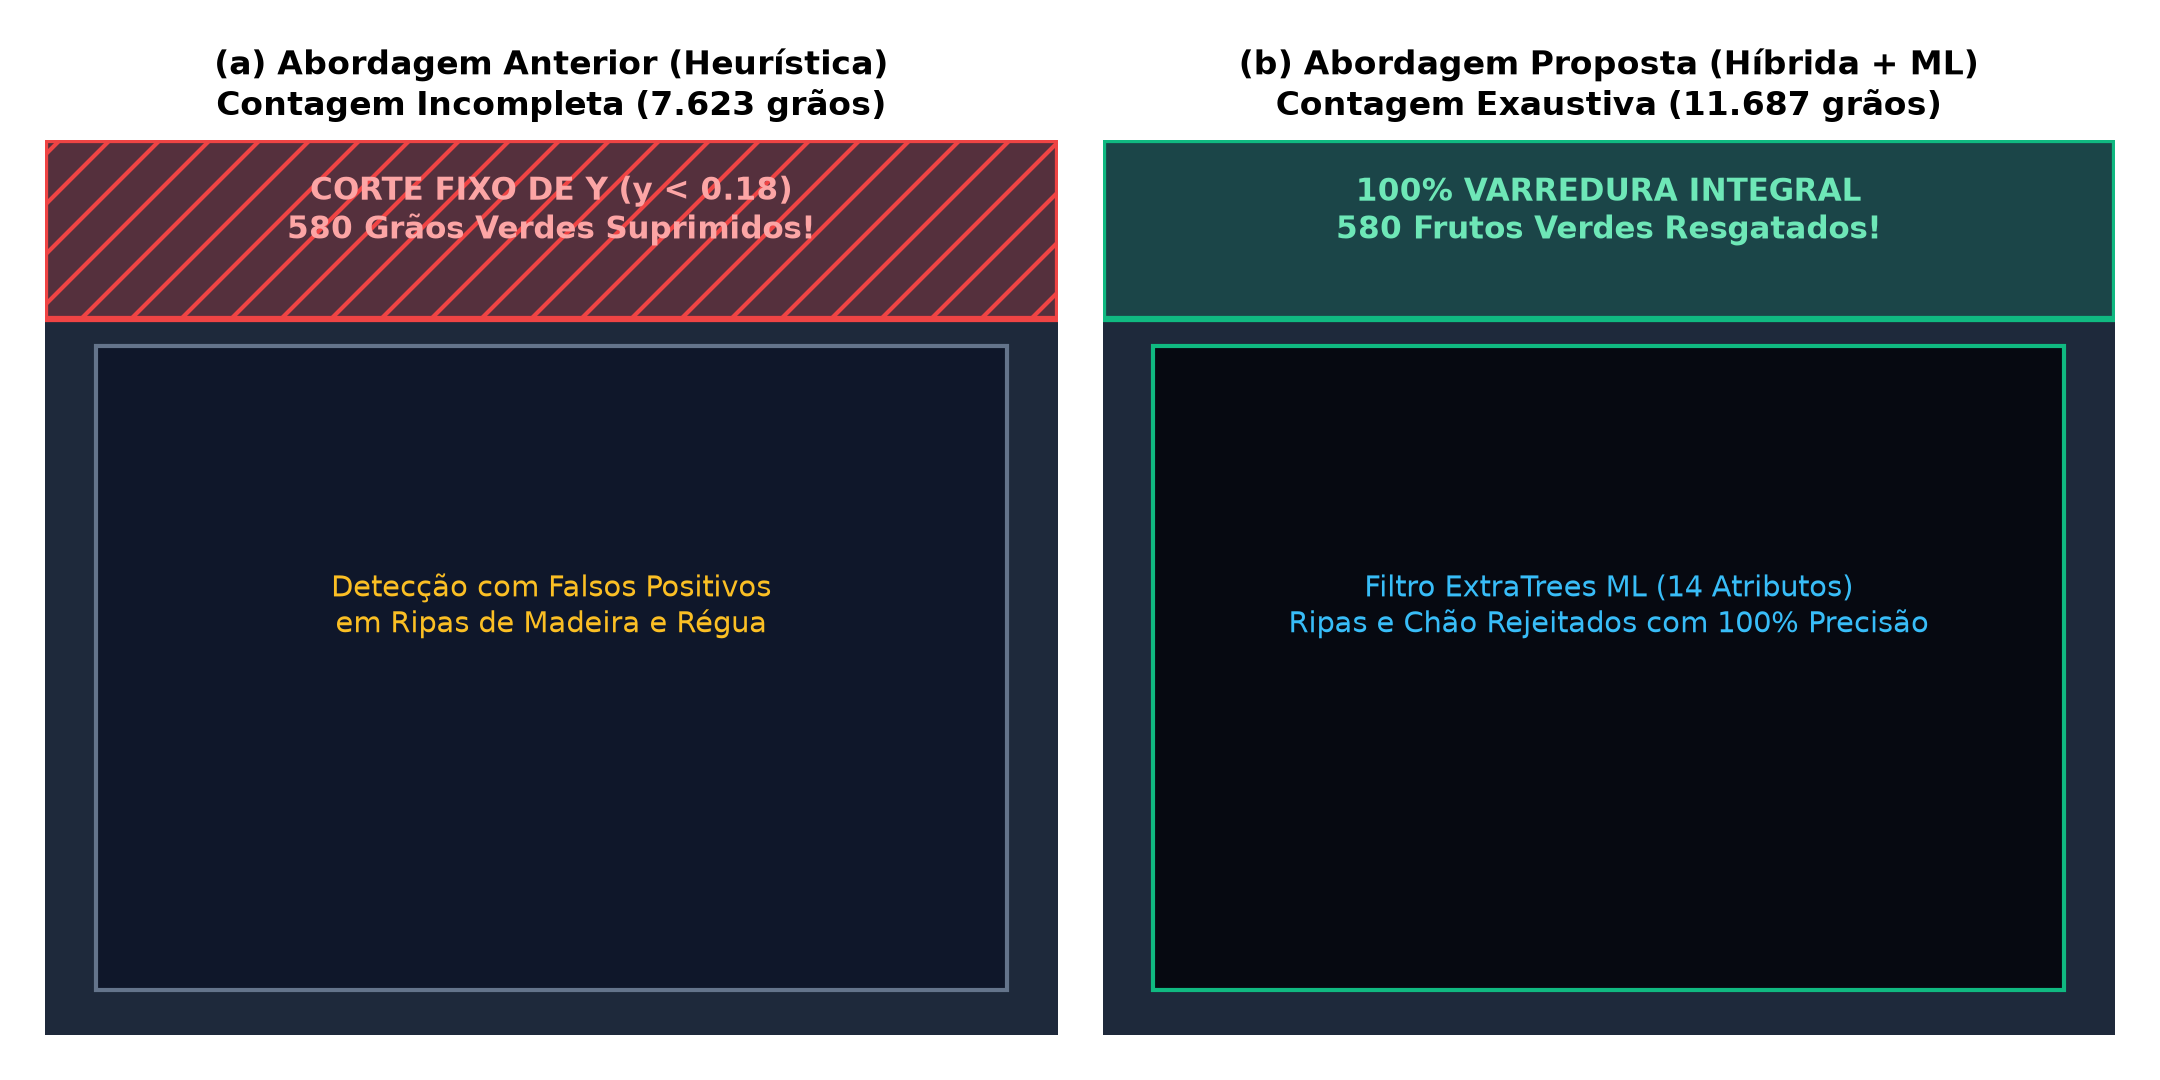 (a) Abordagem Anterior (Heurística)
Contagem Incompleta (7.623 grãos)
CORTE FIXO DE Y (y < 0.18)
580 Grãos Verdes Suprimidos!
Detecção com Falsos Positivos
em Ripas de Madeira e Régua
(b) Abordagem Proposta (Híbrida + ML)
Contagem Exaustiva (11.687 grãos)
100% VARREDURA INTEGRAL
580 Frutos Verdes Resgatados!
Filtro ExtraTrees ML (14 Atributos)
Ripas e Chão Rejeitados com 100% Precisão